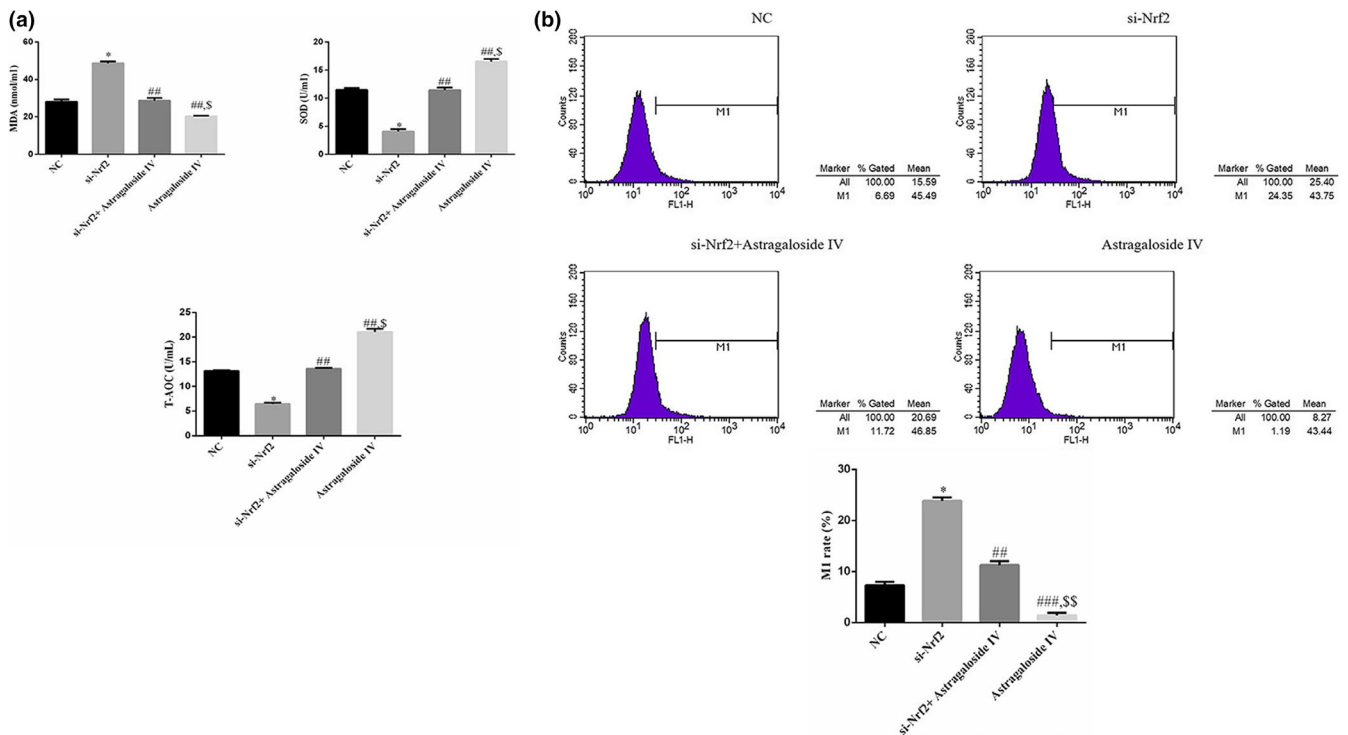 (a)
MDA (nmol/ml)
60
40
20
0
*
##
##,$
NC
si-Nrf2
si-Nrf2+ Astragaloside IV
Astragaloside IV
SOD (U/ml)
20
15
10
5
0
*
##
##,$
NC
si-Nrf2
si-Nrf2+ Astragaloside IV
Astragaloside IV
T-AOC (U/mL)
25
20
15
10
5
0
*
##
##,$
NC
si-Nrf2
si-Nrf2+ Astragaloside IV
Astragaloside IV
(b)
NC
Counts
200
160
120
80
40
0
M1
10⁰ 10¹ 10² 10³ 10⁴
FL1-H
Marker % Gated Mean
All 100.00 15.59
M1 6.69 45.49
si-Nrf2
Counts
200
160
120
80
40
0
M1
10⁰ 10¹ 10² 10³ 10⁴
FL1-H
Marker % Gated Mean
All 100.00 25.40
M1 24.35 43.75
si-Nrf2+Astragaloside IV
Counts
200
160
120
80
40
0
M1
10⁰ 10¹ 10² 10³ 10⁴
FL1-H
Marker % Gated Mean
All 100.00 20.69
M1 11.72 46.85
Astragaloside IV
Counts
200
160
120
80
40
0
M1
10⁰ 10¹ 10² 10³ 10⁴
FL1-H
Marker % Gated Mean
All 100.00 8.27
M1 1.19 43.44
M1 rate (%)
30
20
10
0
*
##
###,$$
NC
si-Nrf2
si-Nrf2+ Astragaloside IV
Astragaloside IV